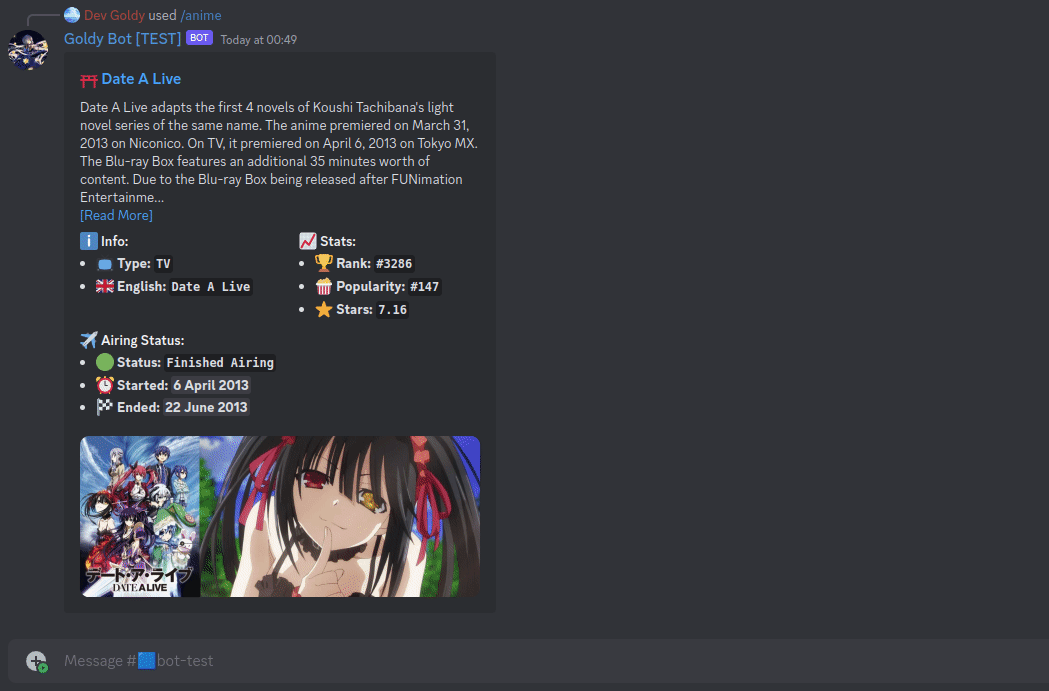 Dev Goldy used /anime
Goldy Bot [TEST] BOT Today at 00:49
Date A Live
Date A Live adapts the first 4 novels of Koushi Tachibana's light
novel series of the same name. The anime premiered on March 31,
2013 on Niconico. On TV, it premiered on April 6, 2013 on Tokyo MX.
The Blu-ray Box features an additional 35 minutes worth of
content. Due to the Blu-ray Box being released after FUNimation
Entertainme...
[Read More]
Info:
Type: TV
English: Date A Live
Stats:
Rank: #3286
Popularity: #147
Stars: 7.16
Airing Status:
Status: Finished Airing
Started: 6 April 2013
Ended: 22 June 2013
デート・ア・ライブ
DATE A LIVE
Message #bot-test